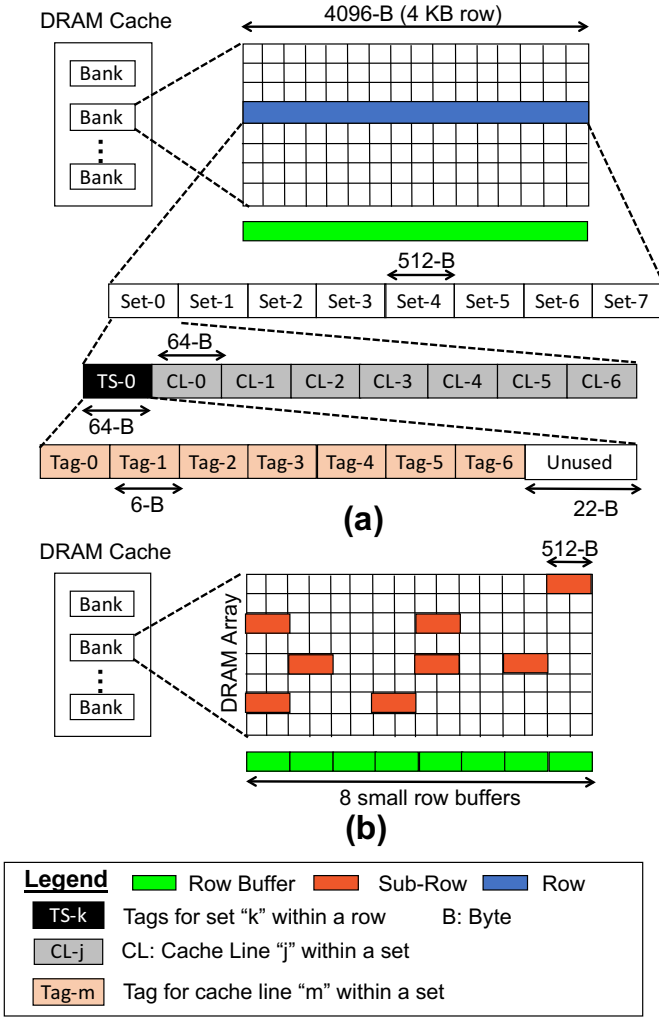 DRAM Cache
4096-B (4 KB row)
Bank
Bank
Bank
512-B
Set-0 Set-1 Set-2 Set-3 Set-4 Set-5 Set-6 Set-7
64-B
TS-0 CL-0 CL-1 CL-2 CL-3 CL-4 CL-5 CL-6
64-B
Tag-0 Tag-1 Tag-2 Tag-3 Tag-4 Tag-5 Tag-6 Unused
6-B
22-B
(a)
DRAM Cache
512-B
Bank
Bank
Bank
DRAM Array
8 small row buffers
(b)
Legend
Row Buffer Sub-Row Row
TS-k Tags for set “k” within a row B: Byte
CL-j CL: Cache Line “j” within a set
Tag-m Tag for cache line “m” within a set